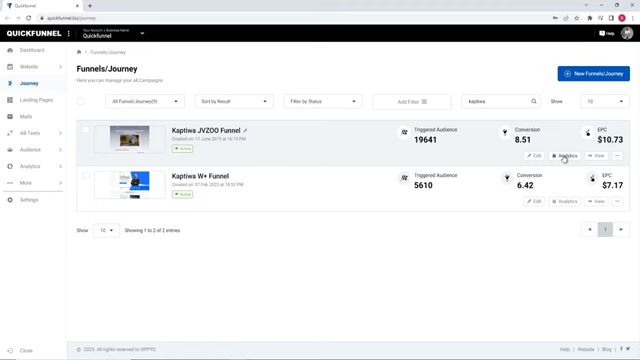 Quickfunnel
quickfunnel.biz/journey
QUICKFUNNEL
Your Account / Business Name
Quickfunnel
Help
Dashboard
Website
Journey
Landing Pages
Mails
AB Tests
Audience
Analytics
More
Settings
Close
Funnels/Journey
Funnels/Journey
Here you can manage your all Campaigns
New Funnels/Journey
All Funnel/Journey(9)
Sort by Result
Filter by Status
Add Filter
kaptiwa
Show
10
Kaptiwa JVZOO Funnel
Created on: 11 June 2019 at 16:19 PM
Active
Triggered Audience
19641
Conversion
8.51
EPC
$10.73
Edit
Analytics
View
Kaptiwa W+ Funnel
Created on: 07 Feb 2023 at 18:52 PM
Active
Triggered Audience
5610
Conversion
6.42
EPC
$7.17
Edit
Analytics
View
Show
10
Showing 1 to 2 of 2 entries
1
© 2023. All rights reserved to OPPYO
Help
Website
Blog